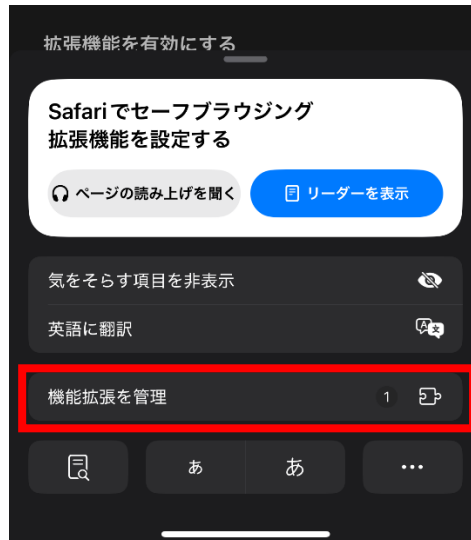 拡張機能を有効にする
Safariでセーフブラウジング
拡張機能を設定する
ページの読み上げを聞く
リーダーを表示
気をそらす項目を非表示
英語に翻訳
機能拡張を管理 1
あ あ